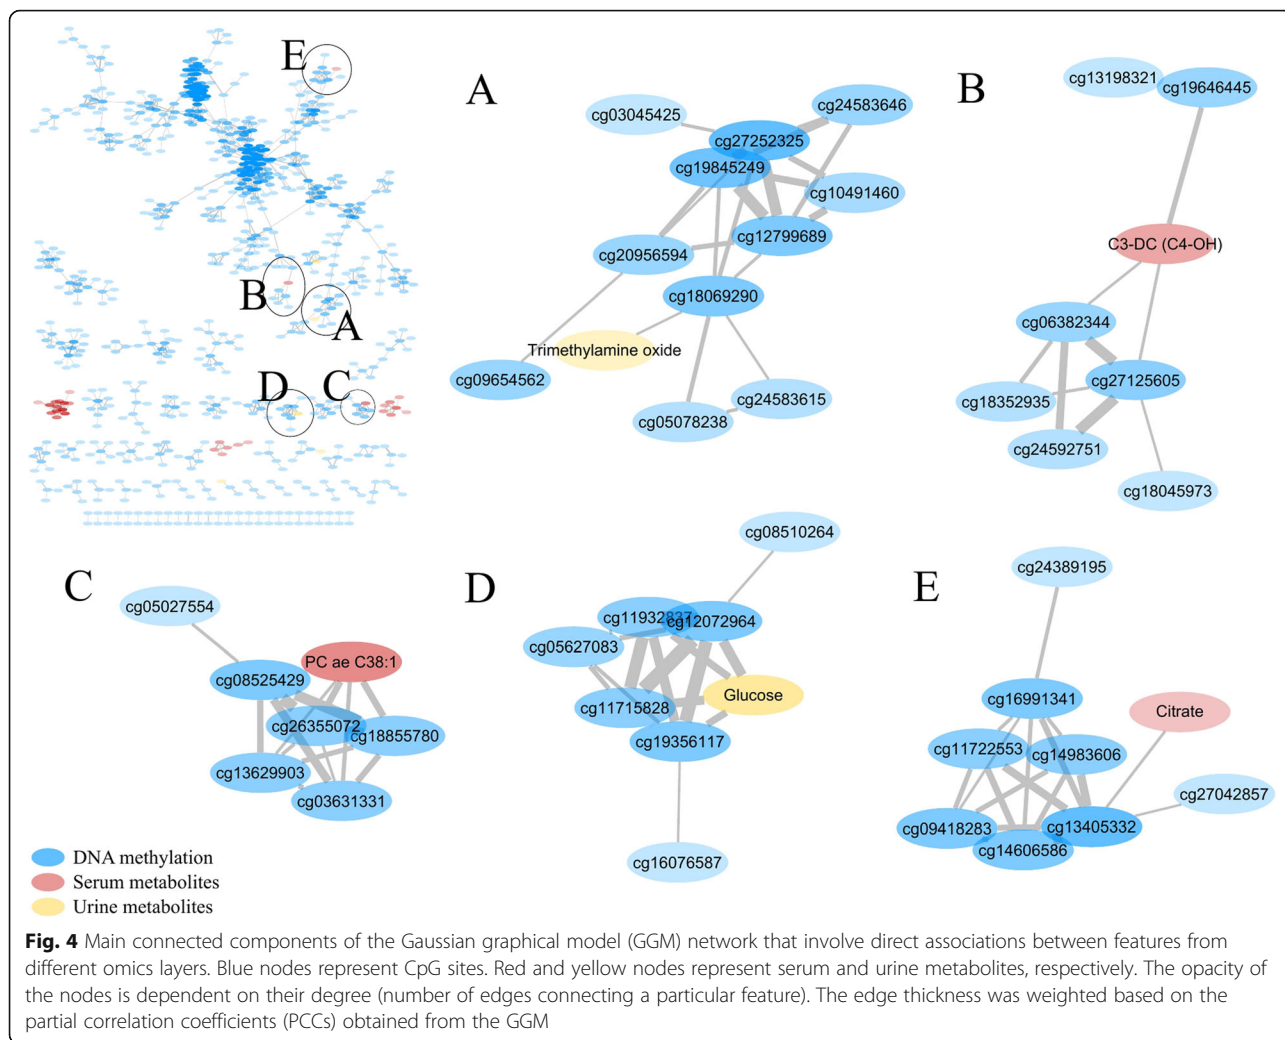 E
B
A
D
C
A
cg03045425
cg24583646
cg27252325
cg19845249
cg10491460
cg12799689
cg20956594
cg18069290
Trimethylamine oxide
cg09654562
cg24583615
cg05078238
B
cg13198321
cg19646445
C3-DC (C4-OH)
cg06382344
cg27125605
cg18352935
cg24592751
cg18045973
C
cg05027554
PC ae C38:1
cg08525429
cg26355072
cg18855780
cg13629903
cg03631331
D
cg08510264
cg11932837
cg12072964
cg05627083
Glucose
cg11715828
cg19356117
cg16076587
E
cg24389195
cg16991341
Citrate
cg11722553
cg14983606
cg27042857
cg09418283
cg13405332
cg14606586
DNA methylation
Serum metabolites
Urine metabolites
Fig. 4 Main connected components of the Gaussian graphical model (GGM) network that involve direct associations between features from
different omics layers. Blue nodes represent CpG sites. Red and yellow nodes represent serum and urine metabolites, respectively. The opacity of
the nodes is dependent on their degree (number of edges connecting a particular feature). The edge thickness was weighted based on the
partial correlation coefficients (PCCs) obtained from the GGM